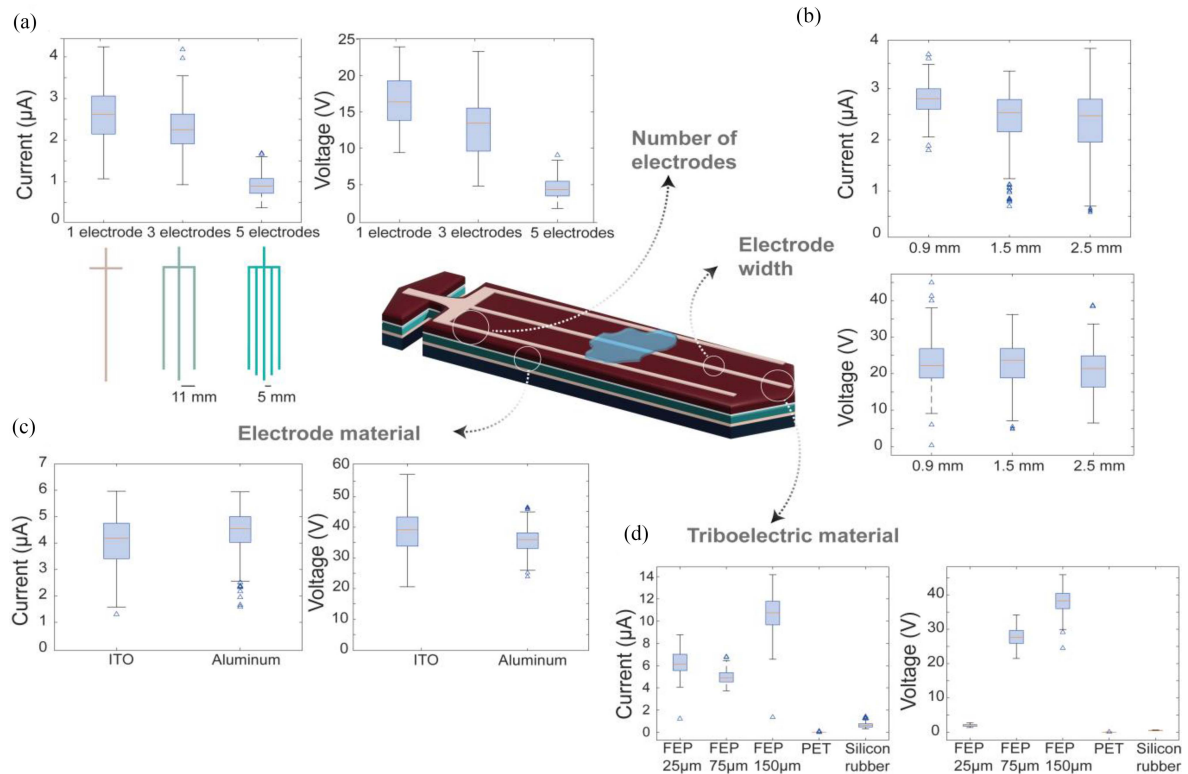 (a)
Current (μA)
4
3
2
1
0
1 electrode 3 electrodes 5 electrodes
Voltage (V)
25
20
15
10
5
0
1 electrode 3 electrodes 5 electrodes
11 mm
5 mm
Number of
electrodes
Electrode
width
(b)
Current (μA)
4
3
2
1
0
0.9 mm 1.5 mm 2.5 mm
Voltage (V)
40
30
20
10
0
0.9 mm 1.5 mm 2.5 mm
(c)
Electrode material
Current (μA)
7
6
5
4
3
2
1
0
ITO Aluminum
Voltage (V)
60
50
40
30
20
10
0
ITO Aluminum
(d)
Triboelectric material
Current (μA)
14
12
10
8
6
4
2
0
FEP FEP FEP PET Silicon
25μm 75μm 150μm rubber
Voltage (V)
40
30
20
10
0
FEP FEP FEP PET Silicon
25μm 75μm 150μm rubber